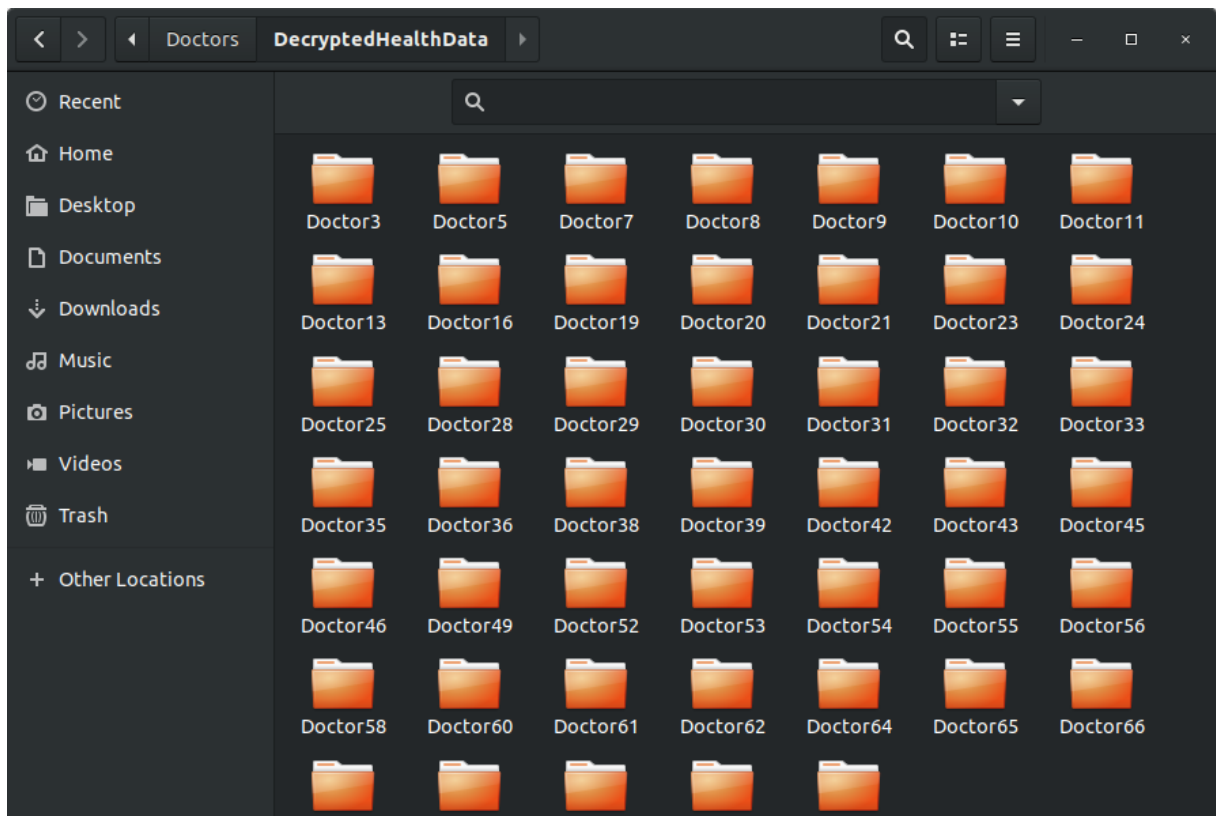 Doctors DecryptedHealthData
Recent
Home
Desktop
Documents
Downloads
Music
Pictures
Videos
Trash
+ Other Locations
Doctor3 Doctor5 Doctor7 Doctor8 Doctor9 Doctor10 Doctor11
Doctor13 Doctor16 Doctor19 Doctor20 Doctor21 Doctor23 Doctor24
Doctor25 Doctor28 Doctor29 Doctor30 Doctor31 Doctor32 Doctor33
Doctor35 Doctor36 Doctor38 Doctor39 Doctor42 Doctor43 Doctor45
Doctor46 Doctor49 Doctor52 Doctor53 Doctor54 Doctor55 Doctor56
Doctor58 Doctor60 Doctor61 Doctor62 Doctor64 Doctor65 Doctor66